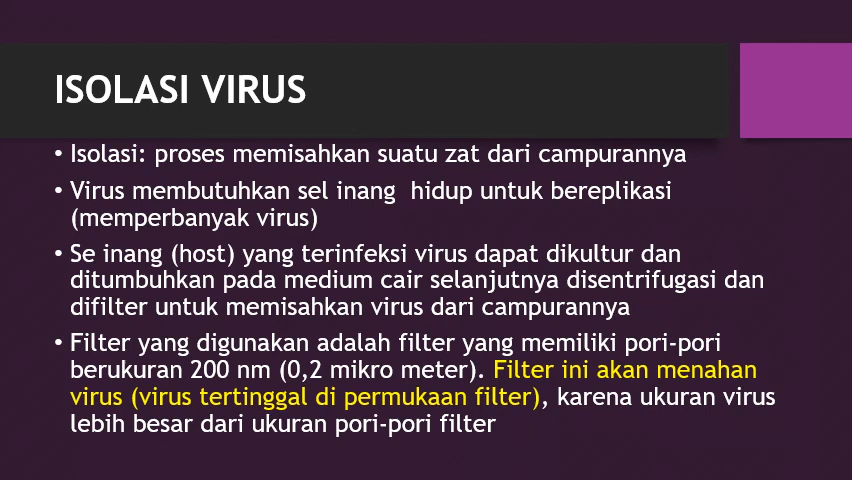 ISOLASI VIRUS
• Isolasi: proses memisahkan suatu zat dari campurannya
• Virus membutuhkan sel inang  hidup untuk bereplikasi
(memperbanyak virus)
• Se inang (host) yang terinfeksi virus dapat dikultur dan
ditumbuhkan pada medium cair selanjutnya disentrifugasi dan
difilter untuk memisahkan virus dari campurannya
• Filter yang digunakan adalah filter yang memiliki pori-pori
berukuran 200 nm (0,2 mikro meter). Filter ini akan menahan
virus (virus tertinggal di permukaan filter), karena ukuran virus
lebih besar dari ukuran pori-pori filter